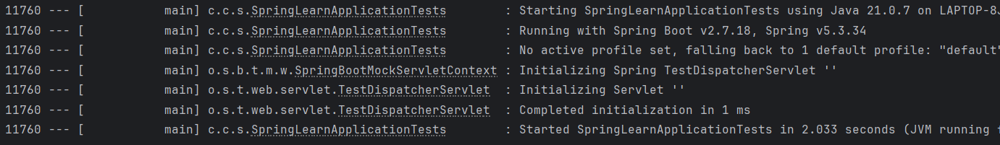 11760 --- [           main] c.c.s.SpringLearnApplicationTests        : Starting SpringLearnApplicationTests using Java 21.0.7 on LAPTOP-8J
11760 --- [           main] c.c.s.SpringLearnApplicationTests        : Running with Spring Boot v2.7.18, Spring v5.3.34
11760 --- [           main] c.c.s.SpringLearnApplicationTests        : No active profile set, falling back to 1 default profile: "default"
11760 --- [           main] o.s.b.t.m.w.SpringBootMockServletContext : Initializing Spring TestDispatcherServlet ''
11760 --- [           main] o.s.t.web.servlet.TestDispatcherServlet  : Initializing Servlet ''
11760 --- [           main] o.s.t.web.servlet.TestDispatcherServlet  : Completed initialization in 1 ms
11760 --- [           main] c.c.s.SpringLearnApplicationTests        : Started SpringLearnApplicationTests in 2.033 seconds (JVM running